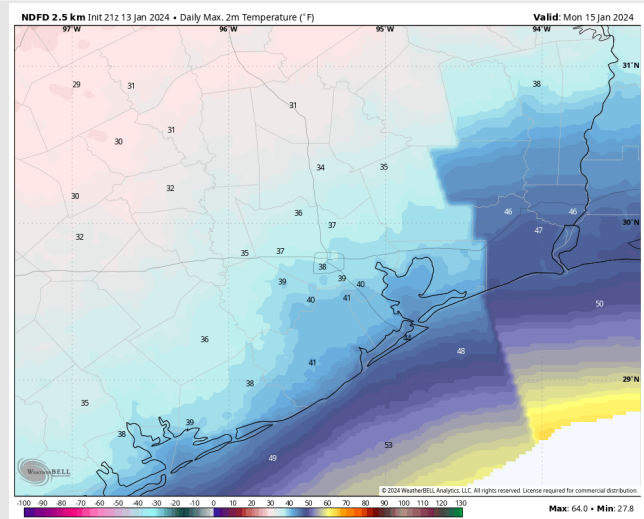 NDFD 2.5 km Init 21z 13 Jan 2024 • Daily Max. 2m Temperature (°F)
Valid: Mon 15 Jan 2024
97°W 96°W 95°W 94°W
31°N
29 31 38
31
31
30
34 35
32
30
36 46 46
37 30°N
32 47
35 37
38
39 39 40
40 41 50
36 44
48
41 29°N
38
35
39
38
53
49
WeatherBELL
© 2024 WeatherBELL Analytics, LLC. All rights reserved. License required for commercial distribution.
-100 -90 -80 -70 -60 -50 -40 -30 -20 -10 0 10 20 30 40 50 60 70 80 90 100 110 120 130
Max: 64.0 • Min: 27.8